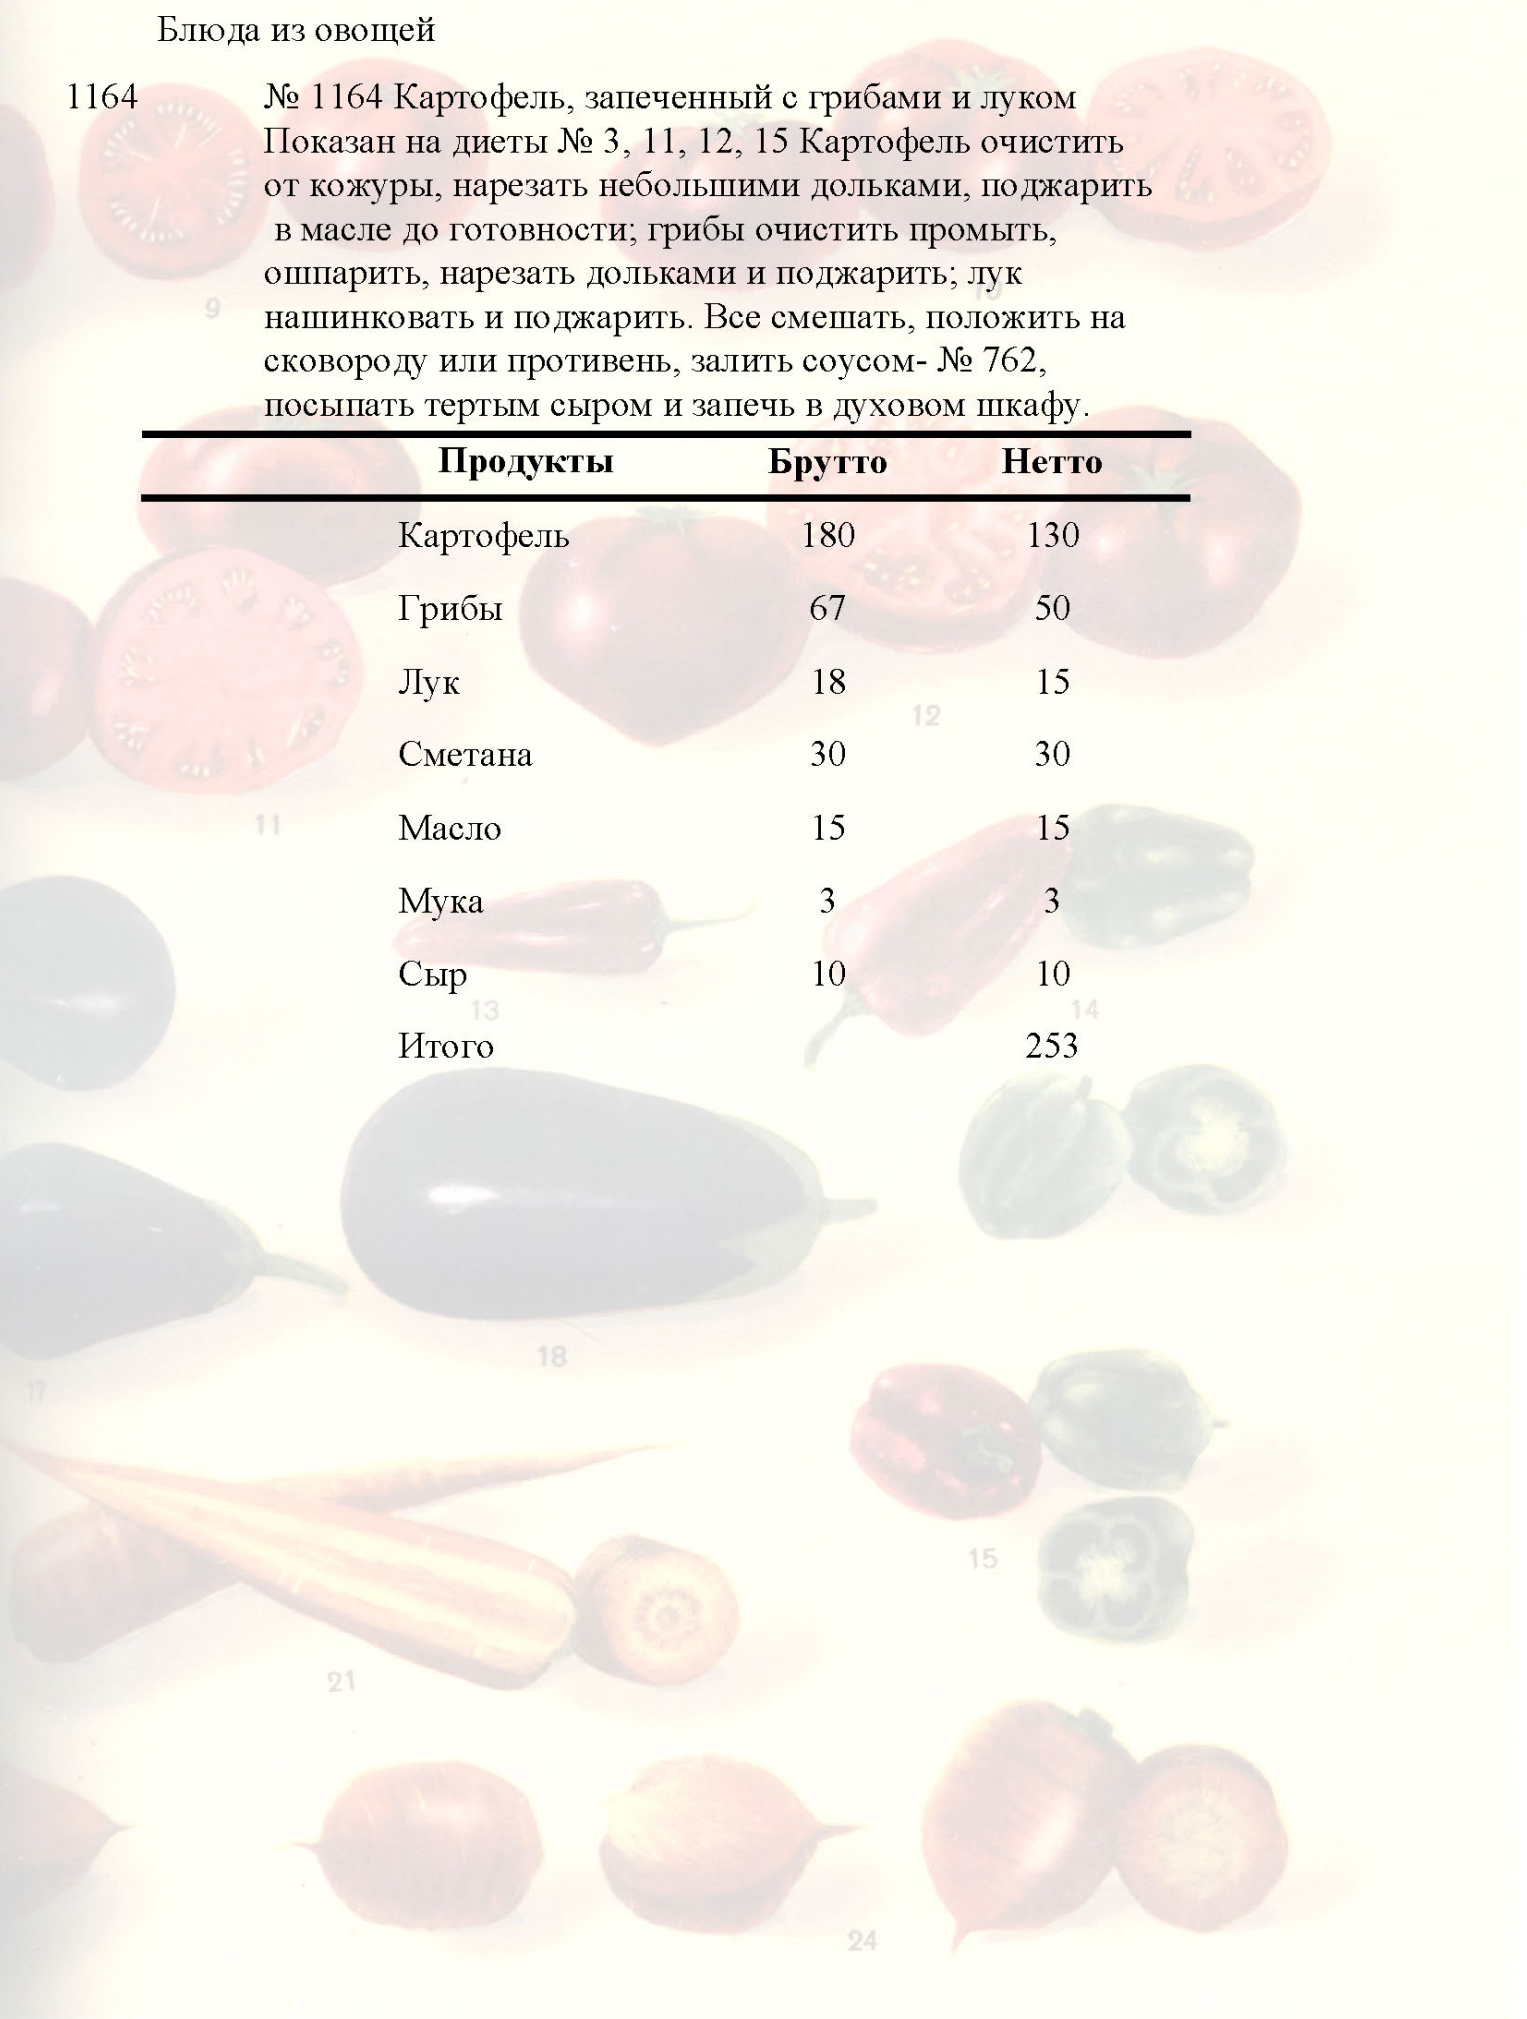 Блюда из овощей
1164 № 1164 Картофель, запеченный с грибами и луком
Показан на диеты № 3, 11, 12, 15 Картофель очистить
от кожуры, нарезать небольшими дольками, поджарить
в масле до готовности; грибы очистить промыть,
ошпарить, нарезать дольками и поджарить; лук
нашинковать и поджарить. Все смешать, положить на
сковороду или противень, залить соусом- № 762,
посыпать тертым сыром и запечь в духовом шкафу.
Продукты Брутто Нетто
Картофель 180 130
Грибы 67 50
Лук 18 15
Сметана 30 30
Масло 15 15
Мука 3 3
Сыр 10 10
Итого 253
9
10
11
12
13
14
17
18
15
21
24